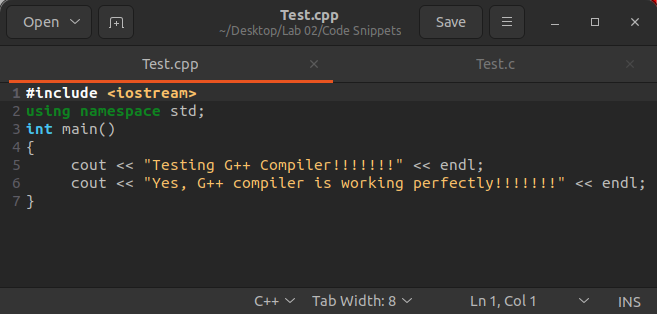 Open
Test.cpp
~/Desktop/Lab 02/Code Snippets
Save
Test.cpp
Test.c
1 #include <iostream>
2 using namespace std;
3 int main()
4 {
5     cout << "Testing G++ Compiler!!!!!!!" << endl;
6     cout << "Yes, G++ compiler is working perfectly!!!!!!!" << endl;
7 }
C++ Tab Width: 8 Ln 1, Col 1 INS